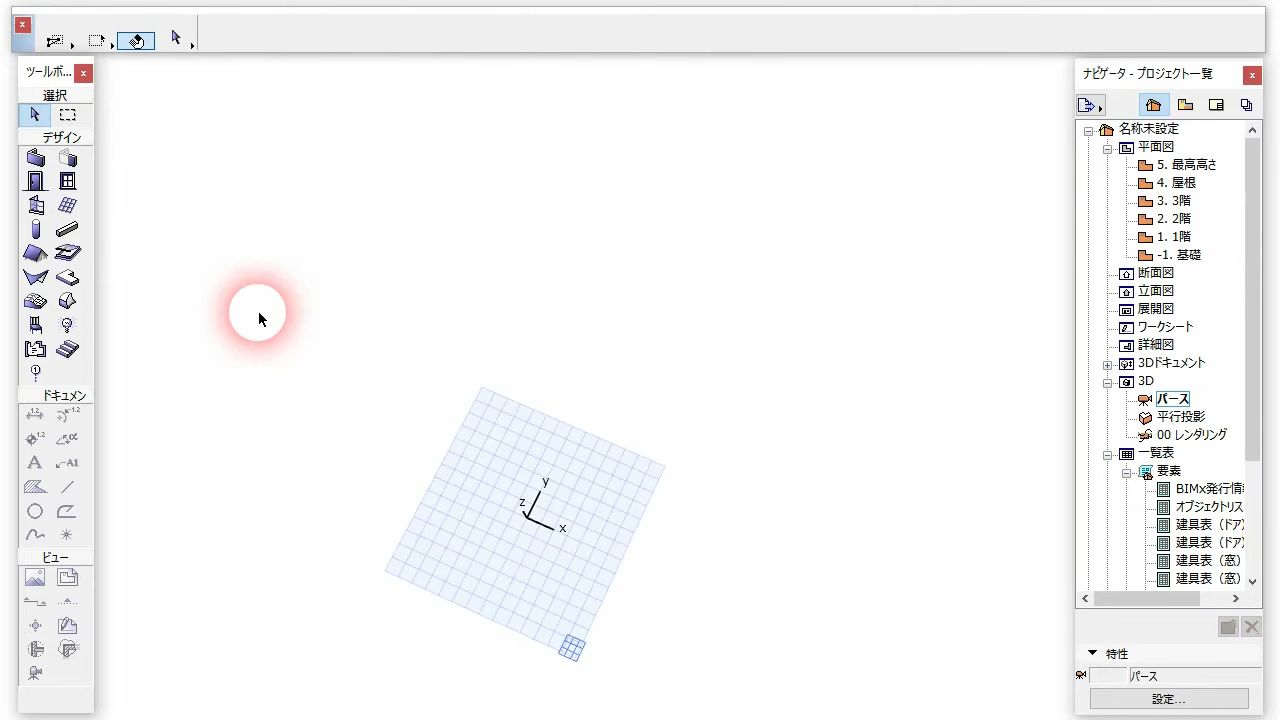 ツールボ...
選択
デザイン
ドキュメン
1.2
1.2
1.2
α
A
A1
ビュー
y
z
x
ナビゲータ - プロジェクト一覧
名称未設定
平面図
5. 最高高さ
4. 屋根
3. 3階
2. 2階
1. 1階
-1. 基礎
断面図
立面図
展開図
ワークシート
詳細図
3Dドキュメント
3D
パース
平行投影
00 レンダリング
一覧表
要素
BIMx発行情
オブジェクトリス
建具表（ドア）
建具表（ドア）
建具表（窓）
建具表（窓）
特性
パース
設定...